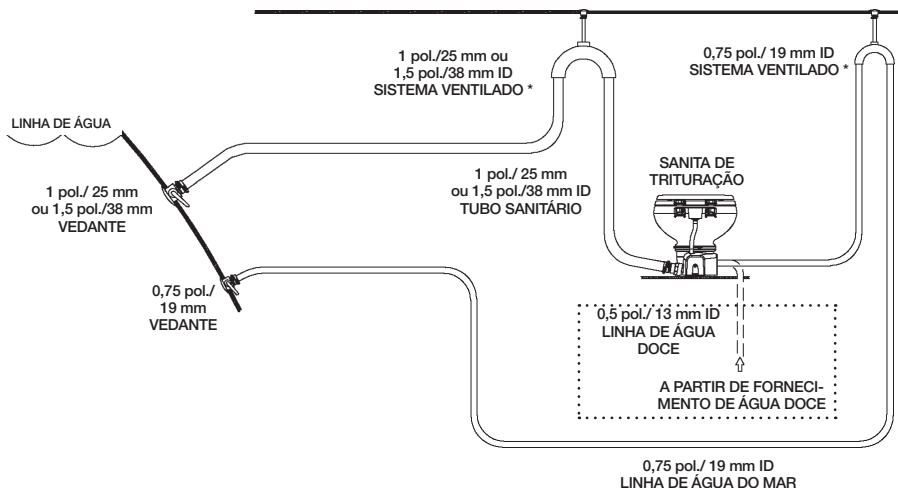 1 pol./25 mm ou
1,5 pol./38 mm ID
SISTEMA VENTILADO *
0,75 pol./ 19 mm ID
SISTEMA VENTILADO *
LINHA DE ÁGUA
1 pol./ 25 mm
ou 1,5 pol./38 mm
VEDANTE
1 pol./ 25 mm
ou 1,5 pol./38 mm ID
TUBO SANITÁRIO
SANITA DE
TRITURAÇÃO
0,75 pol./
19 mm
VEDANTE
0,5 pol./ 13 mm ID
LINHA DE ÁGUA
DOCE
A PARTIR DE FORNECI-
MENTO DE ÁGUA DOCE
0,75 pol./ 19 mm ID
LINHA DE ÁGUA DO MAR